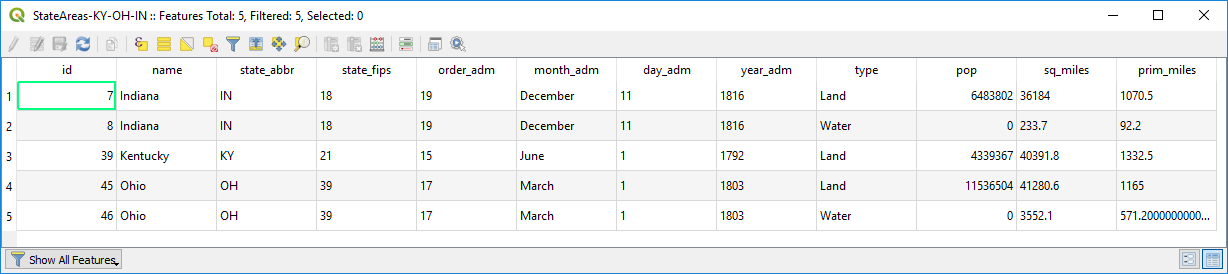 StateAreas-KY-OH-IN :: Features Total: 5, Filtered: 5, Selected: 0
id name state_abbr state_fips order_adm month_adm day_adm year_adm type pop sq_miles prim_miles
1 7 Indiana IN 18 19 December 11 1816 Land 6483802 36184 1070.5
2 8 Indiana IN 18 19 December 11 1816 Water 0 233.7 92.2
3 39 Kentucky KY 21 15 June 1 1792 Land 4339367 40391.8 1332.5
4 45 Ohio OH 39 17 March 1 1803 Land 11536504 41280.6 1165
5 46 Ohio OH 39 17 March 1 1803 Water 0 3552.1 571.2000000000...
Show All Features